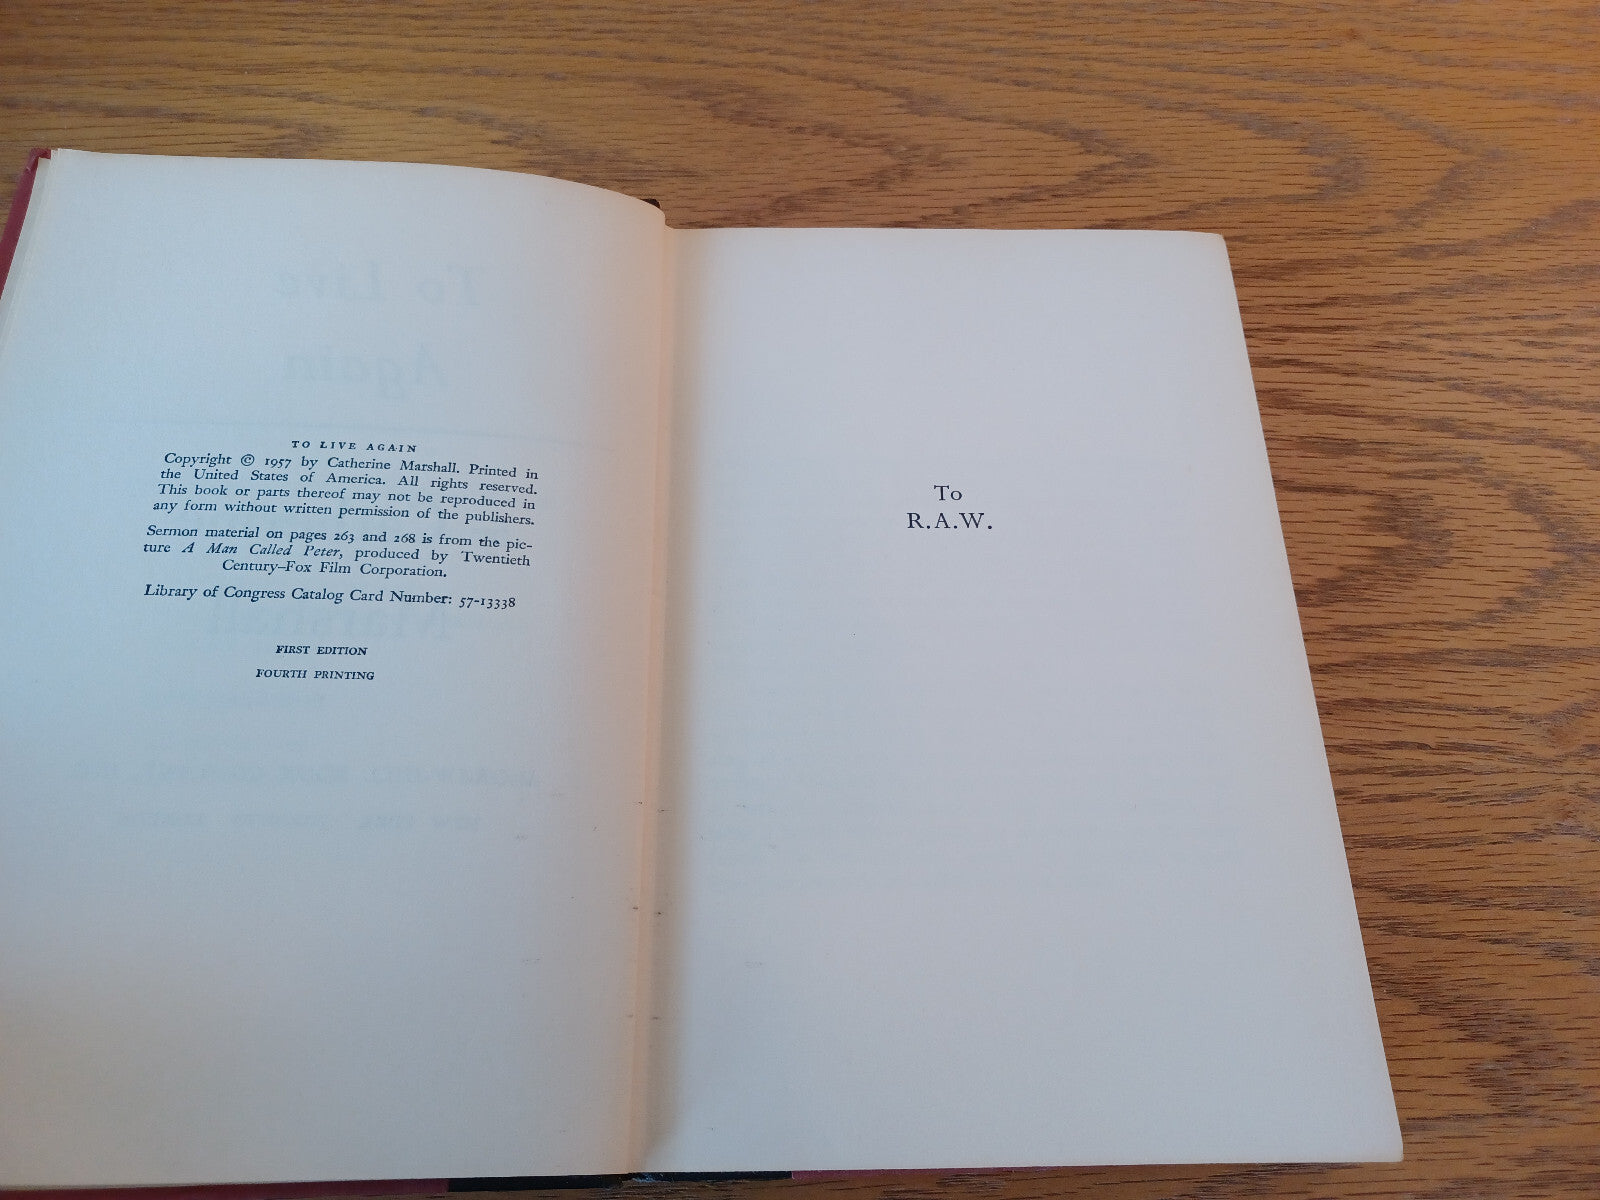 TO LIVE AGAIN
Copyright © 1957 by Catherine Marshall. Printed in
the United States of America. All rights reserved.
This book or parts thereof may not be reproduced in
any form without written permission of the publishers.
Sermon material on pages 263 and 268 is from the pic-
ture A Man Called Peter, produced by Twentieth
Century–Fox Film Corporation.
Library of Congress Catalog Card Number: 57-13338
FIRST EDITION
FOURTH PRINTING
To
R.A.W.